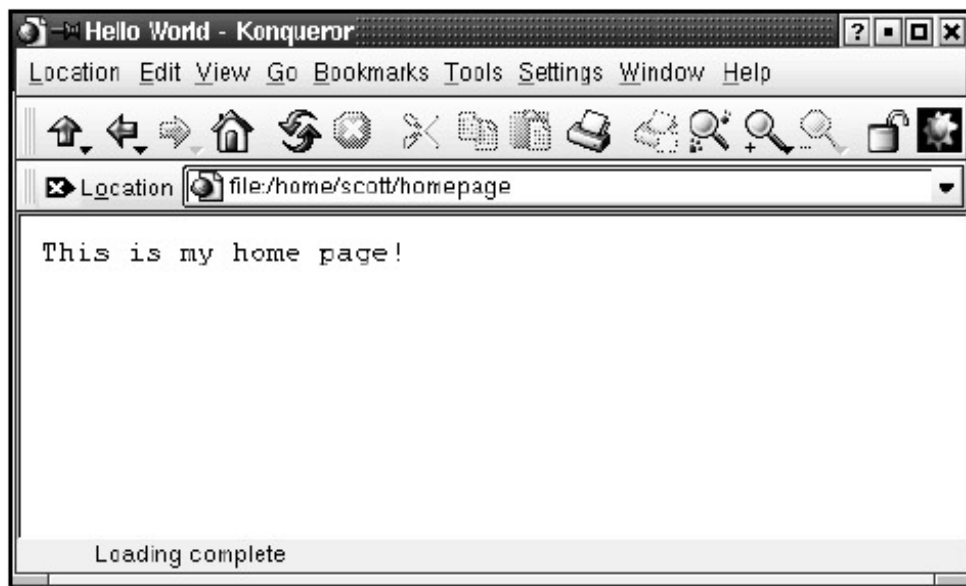 Hello World - Konqueror
Location Edit View Go Bookmarks Tools Settings Window Help
Location file:/home/scott/homepage
This is my home page!
Loading complete